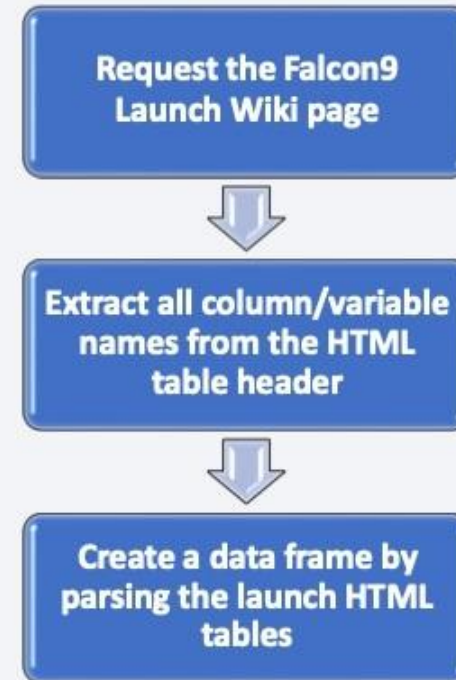 Request the Falcon9
Launch Wiki page
Extract all column/variable
names from the HTML
table header
Create a data frame by
parsing the launch HTML
tables